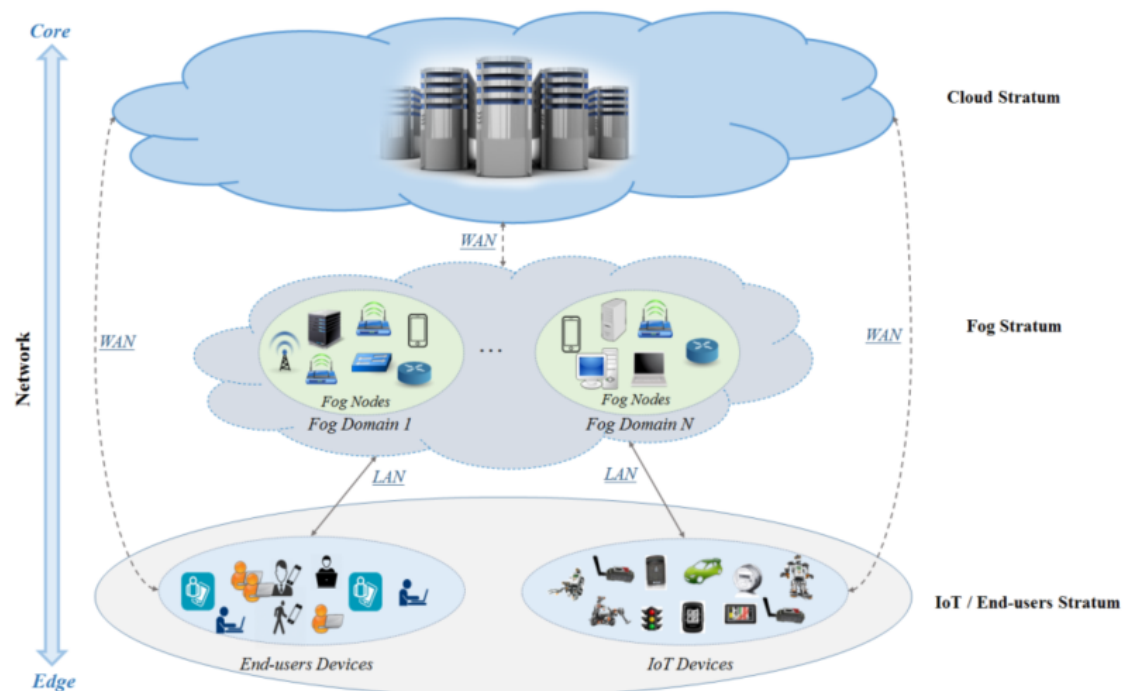 Core
Cloud Stratum
WAN
Fog Stratum
WAN
WAN
Network
...
Fog Nodes
Fog Nodes
Fog Domain 1
Fog Domain N
LAN
LAN
IoT / End-users Stratum
End-users Devices
IoT Devices
Edge